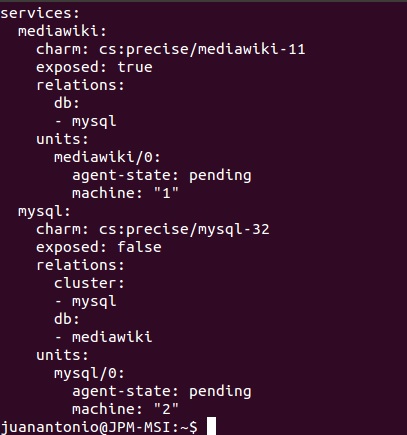 services:
  mediawiki:
    charm: cs:precise/mediawiki-11
    exposed: true
    relations:
      db:
      - mysql
    units:
      mediawiki/0:
        agent-state: pending
        machine: "1"
  mysql:
    charm: cs:precise/mysql-32
    exposed: false
    relations:
      cluster:
      - mysql
      db:
      - mediawiki
    units:
      mysql/0:
        agent-state: pending
        machine: "2"
juanantonio@JPM-MSI:~$